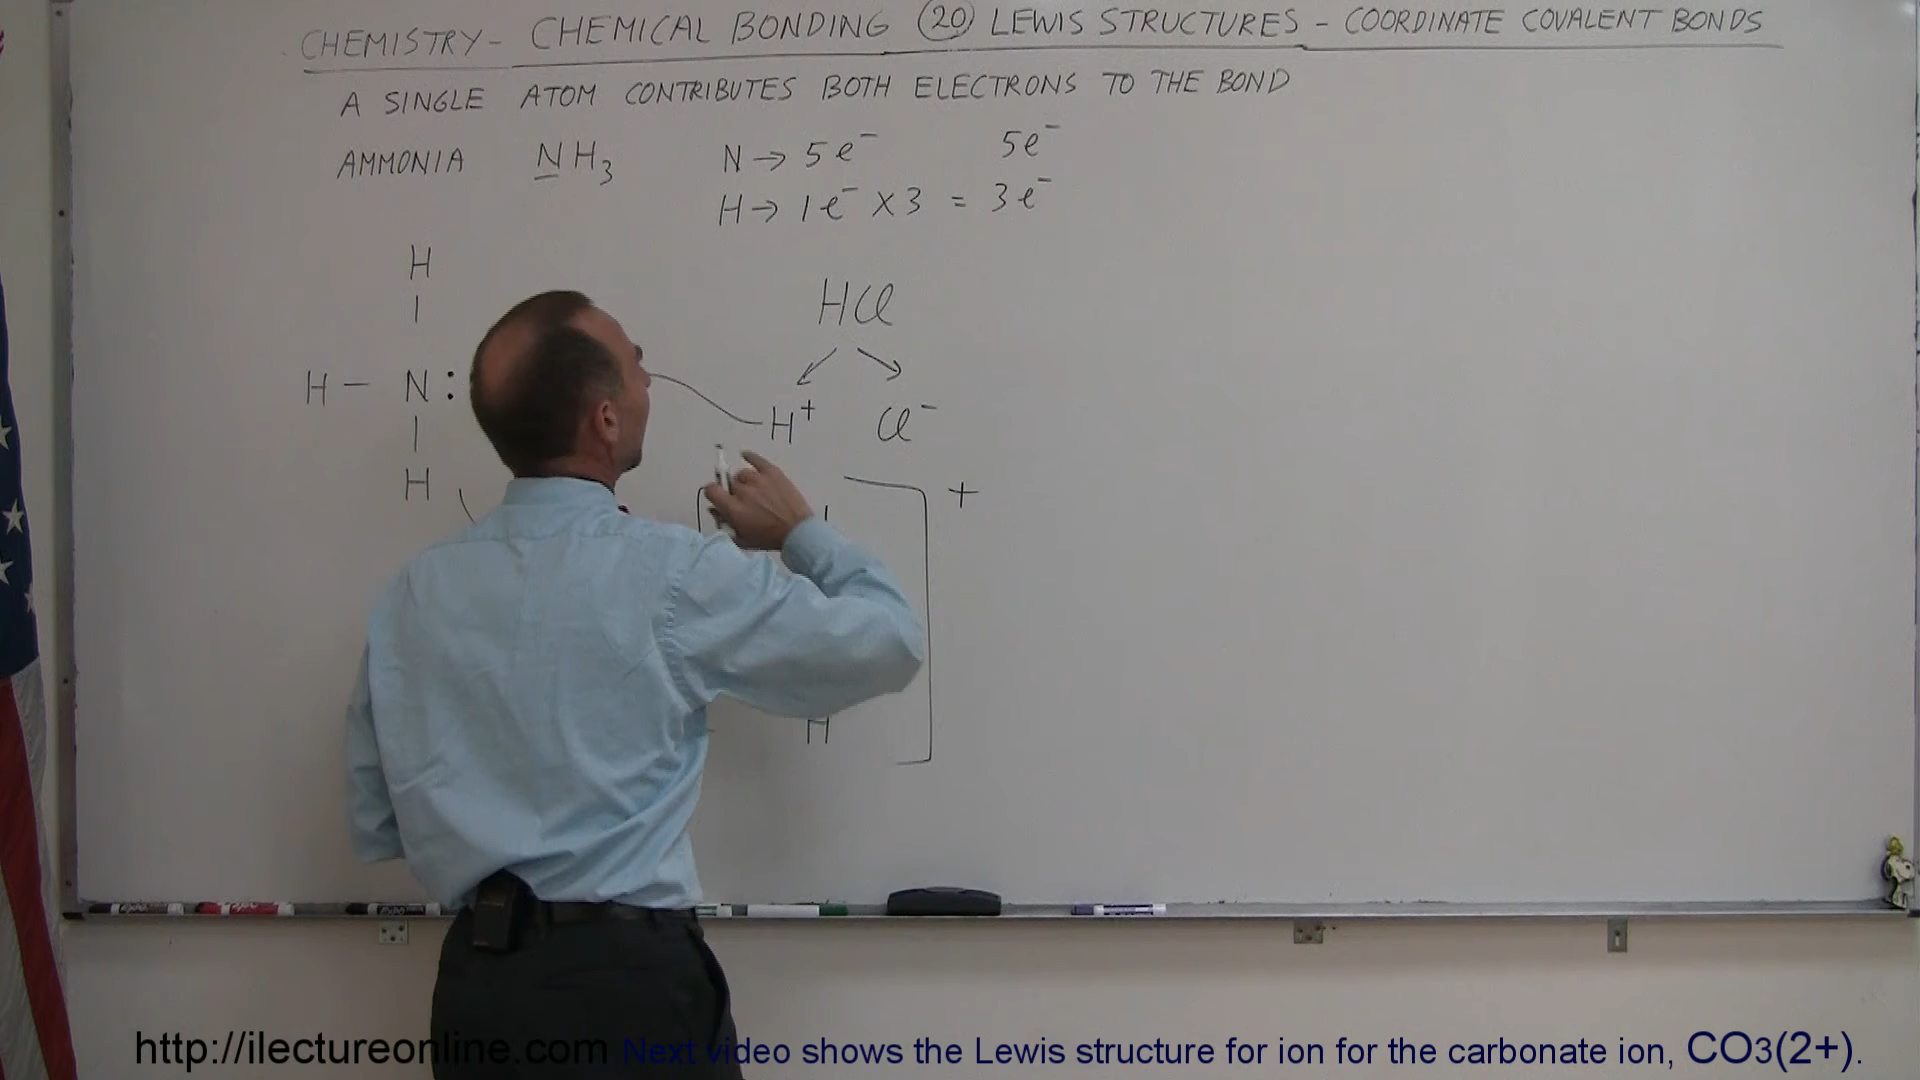 CHEMISTRY - CHEMICAL BONDING (20) LEWIS STRUCTURES - COORDINATE COVALENT BONDS
A SINGLE ATOM CONTRIBUTES BOTH ELECTRONS TO THE BOND
AMMONIA NH₃ N → 5e⁻ 5e⁻
H → 1e⁻ X 3 = 3e⁻
H
HCl
H - N :
H⁺ Cl⁻
H
+
H
http://ilectureonline.com Next video shows the Lewis structure for ion for the carbonate ion, CO3(2+).